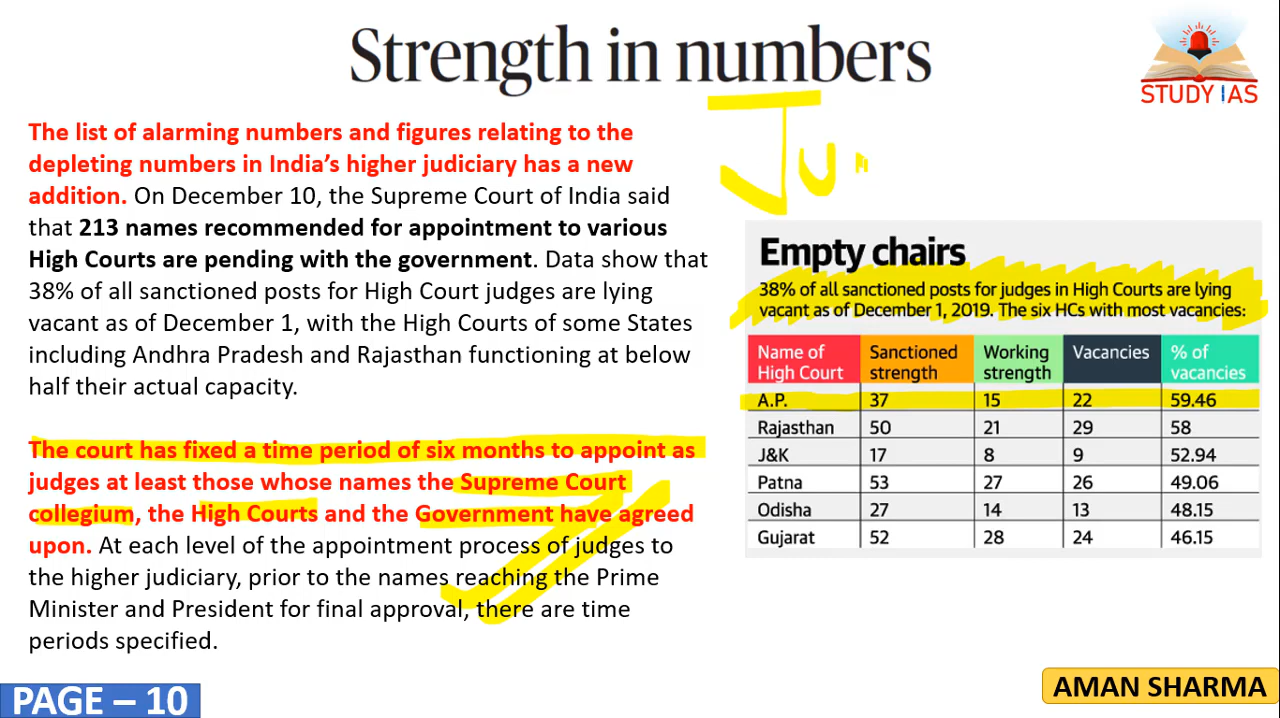 Strength in numbers
STUDY IAS
The list of alarming numbers and figures relating to the
depleting numbers in India's higher judiciary has a new
addition. On December 10, the Supreme Court of India said
that 213 names recommended for appointment to various
High Courts are pending with the government. Data show that
38% of all sanctioned posts for High Court judges are lying
vacant as of December 1, with the High Courts of some States
including Andhra Pradesh and Rajasthan functioning at below
half their actual capacity.
The court has fixed a time period of six months to appoint as
judges at least those whose names the Supreme Court
collegium, the High Courts and the Government have agreed
upon. At each level of the appointment process of judges to
the higher judiciary, prior to the names reaching the Prime
Minister and President for final approval, there are time
periods specified.
Ju
Empty chairs
38% of all sanctioned posts for judges in High Courts are lying
vacant as of December 1, 2019. The six HCs with most vacancies:
Name of High Court Sanctioned strength Working strength Vacancies % of vacancies
A.P. 37 15 22 59.46
Rajasthan 50 21 29 58
J&K 17 8 9 52.94
Patna 53 27 26 49.06
Odisha 27 14 13 48.15
Gujarat 52 28 24 46.15
PAGE – 10
AMAN SHARMA